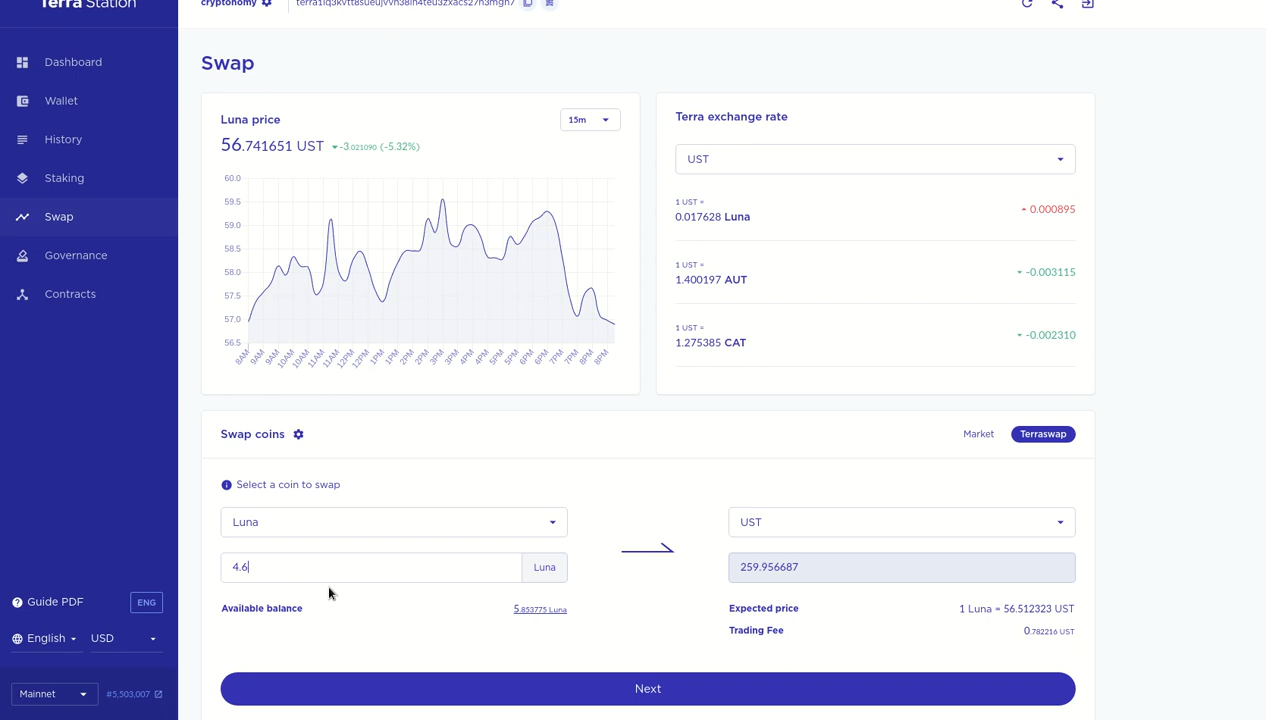 Terra Station
cryptonomy
Dashboard
Wallet
History
Staking
Swap
Governance
Contracts
Guide PDF
ENG
English
USD
Mainnet
#5,503,007
Swap
Luna price
15m
56.741651 UST
-3.021090 (-5.32%)
60.0
59.5
59.0
58.5
58.0
57.5
57.0
56.5
8AM 9AM 9AM 10AM 10AM 11AM 11AM 12PM 12PM 1PM 1PM 2PM 2PM 3PM 3PM 4PM 4PM 5PM 5PM 6PM 6PM 7PM 7PM 8PM 8PM
Terra exchange rate
UST
1 UST =
0.017628 Luna
0.000895
1 UST =
1.400197 AUT
-0.003115
1 UST =
1.275385 CAT
-0.002310
Swap coins
Market
Terraswap
Select a coin to swap
Luna
UST
4.6
Luna
259.956687
Available balance
5.853775 Luna
Expected price
1 Luna = 56.512323 UST
Trading Fee
0.782216 UST
Next